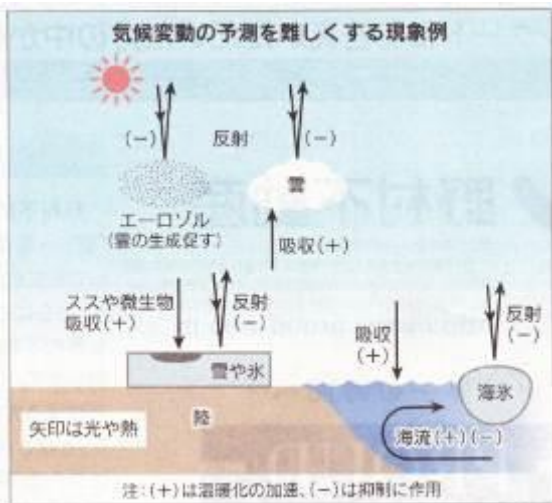 気候変動の予測を難しくする現象例
(−) 反射 (−)
雲
エーロゾル
(雲の生成促す)
吸収(+)
ススや微生物
吸収(+)
反射
(−)
吸収
(+)
反射
(−)
雪や氷
海氷
陸
矢印は光や熱
海流(+)(−)
注:(+)は温暖化の加速、(−)は抑制に作用